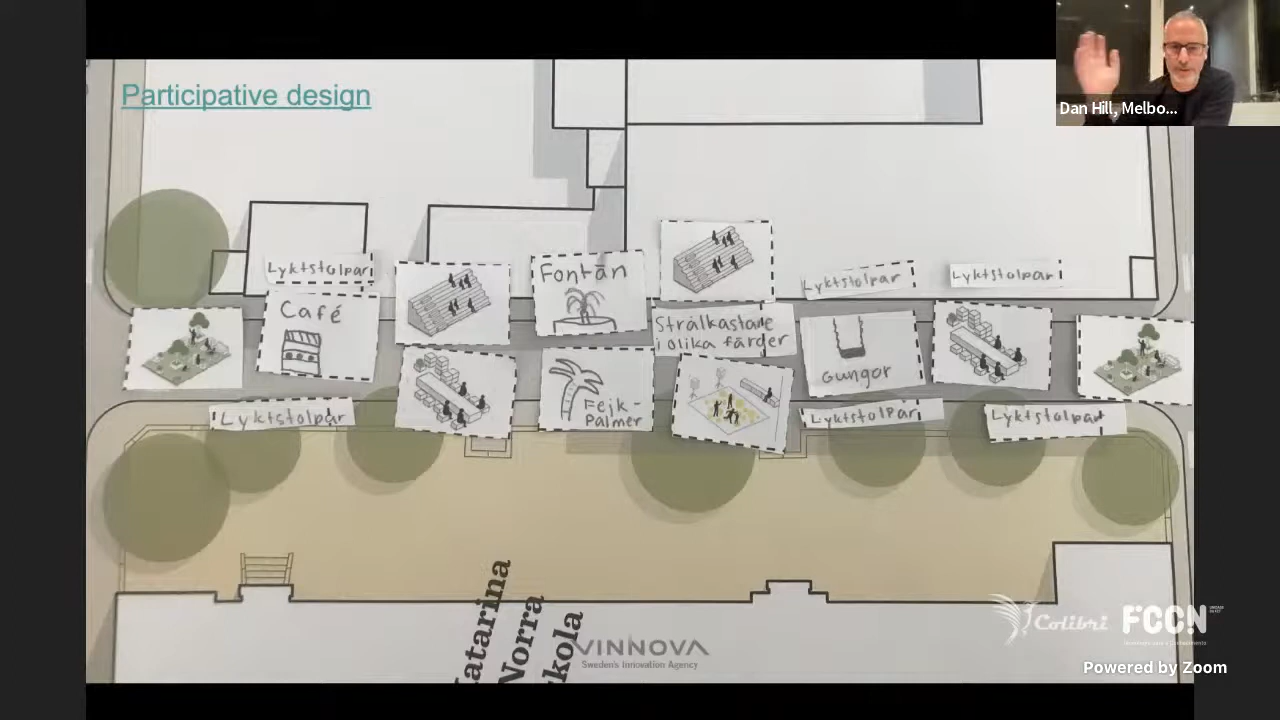 Participative design
Dan Hill, Melbo...
Lyktstolpar
Café
Fontän
Strålkastare
i olika färger
Lyktstolpar
Lyktstolpar
Gungor
Fejk-
Palmer
Lyktstolpar
Lyktstolpar
Lyktstolpar
Katarina
Norra
Skola
VINNOVA
Sweden's Innovation Agency
Colibri
FCCN
Powered by Zoom